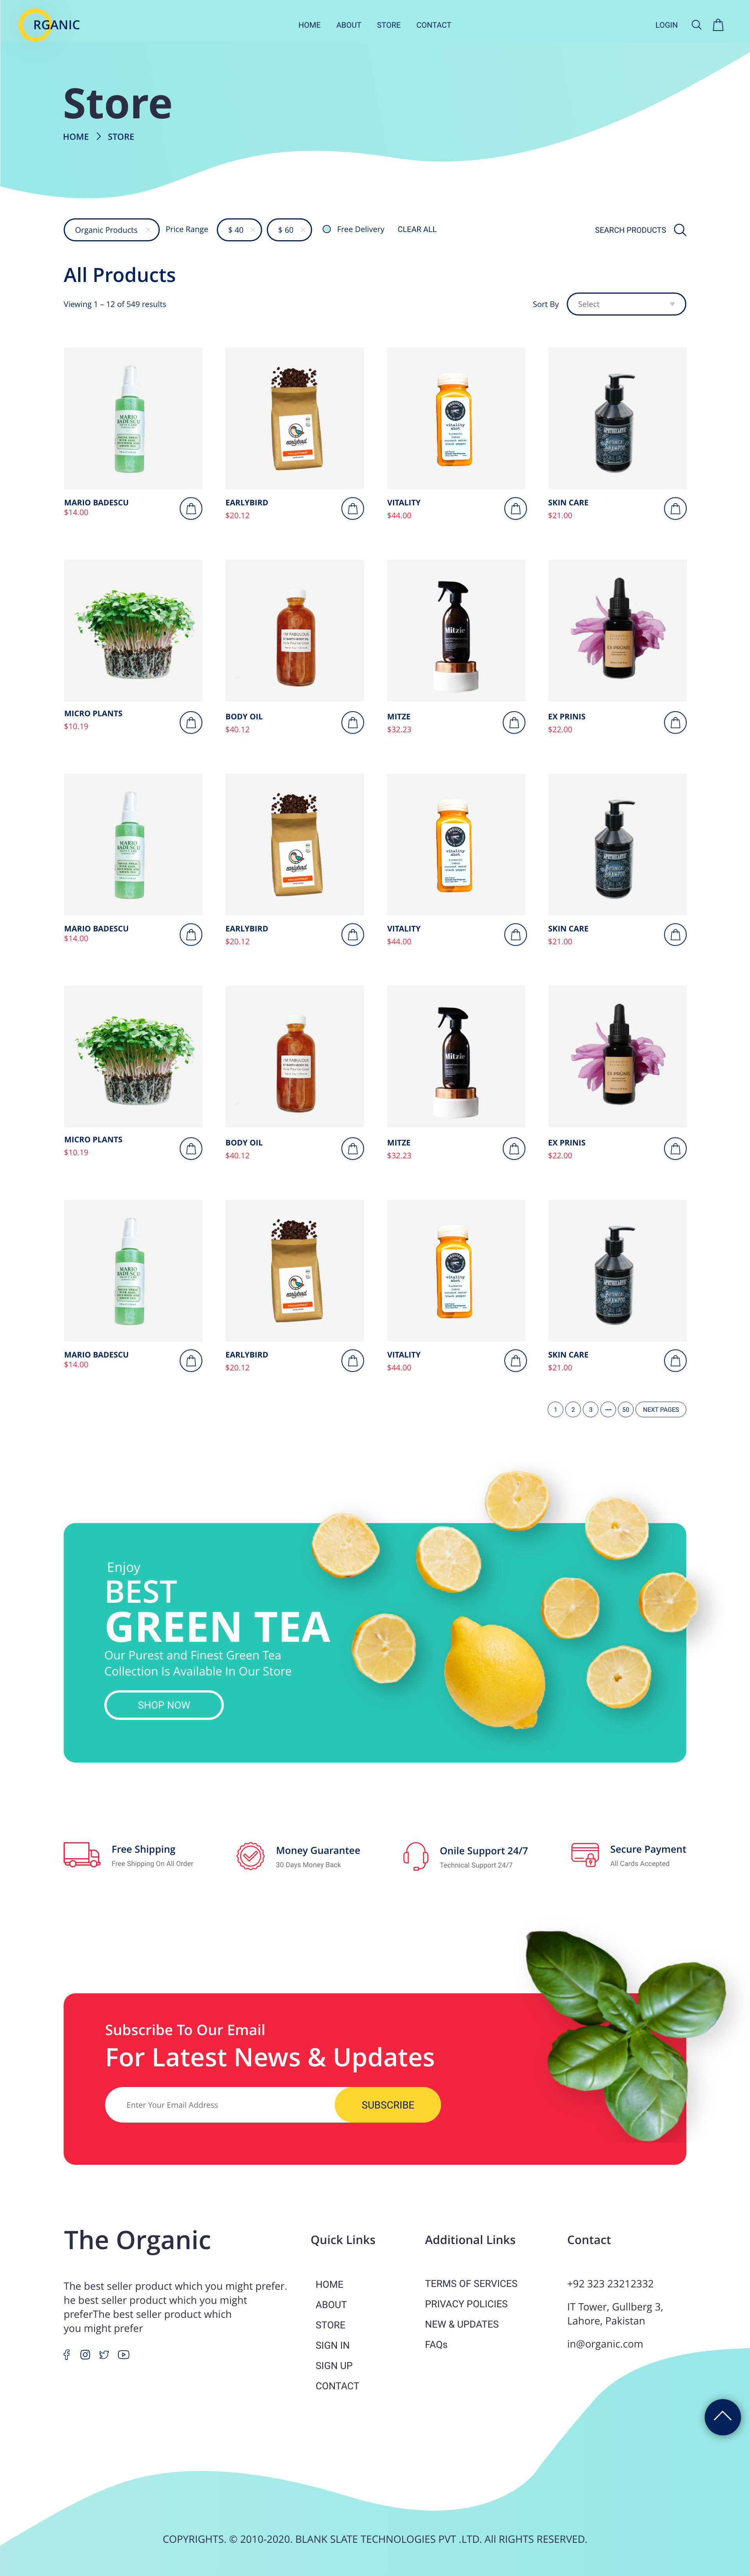 RGANIC
HOME ABOUT STORE CONTACT
LOGIN
Store
HOME > STORE
Organic Products ×
Price Range
$ 40 ×
$ 60 ×
Free Delivery
CLEAR ALL
SEARCH PRODUCTS
All Products
Viewing 1 – 12 of 549 results
Sort By
Select
MARIO BADESCU
EARLYBIRD
VITALITY
SKIN CARE
$14.00
$20.12
$44.00
$21.00
MICRO PLANTS
BODY OIL
MITZE
EX PRINIS
$10.19
$40.12
$32.23
$22.00
MARIO BADESCU
EARLYBIRD
VITALITY
SKIN CARE
$14.00
$20.12
$44.00
$21.00
MICRO PLANTS
BODY OIL
MITZE
EX PRINIS
$10.19
$40.12
$32.23
$22.00
MARIO BADESCU
EARLYBIRD
VITALITY
SKIN CARE
$14.00
$20.12
$44.00
$21.00
1 2 3 --- 50 NEXT PAGES
Enjoy
BEST
GREEN TEA
Our Purest and Finest Green Tea
Collection Is Available In Our Store
SHOP NOW
Free Shipping
Free Shipping On All Order
Money Guarantee
30 Days Money Back
Onile Support 24/7
Technical Support 24/7
Secure Payment
All Cards Accepted
Subscribe To Our Email
For Latest News & Updates
Enter Your Email Address
SUBSCRIBE
The Organic
The best seller product which you might prefer.
he best seller product which you might
preferThe best seller product which
you might prefer
Quick Links
HOME
ABOUT
STORE
SIGN IN
SIGN UP
CONTACT
Additional Links
TERMS OF SERVICES
PRIVACY POLICIES
NEW & UPDATES
FAQs
Contact
+92 323 23212332
IT Tower, Gullberg 3,
Lahore, Pakistan
in@organic.com
COPYRIGHTS. © 2010-2020. BLANK SLATE TECHNOLOGIES PVT .LTD. All RIGHTS RESERVED.